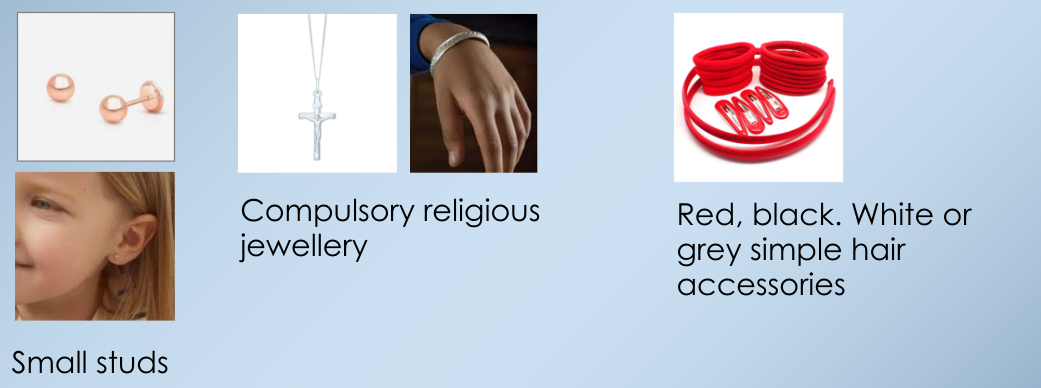 Compulsory religious
jewellery
Red, black. White or
grey simple hair
accessories
Small studs